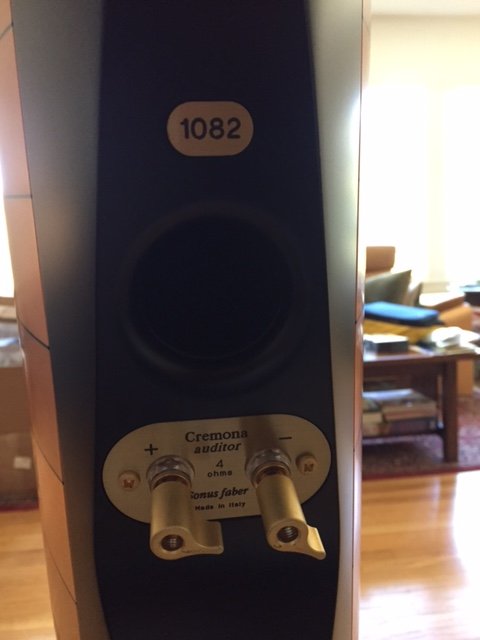 1082
Cremona
auditor
+ −
4
ohms
Sonus faber
Made in Italy